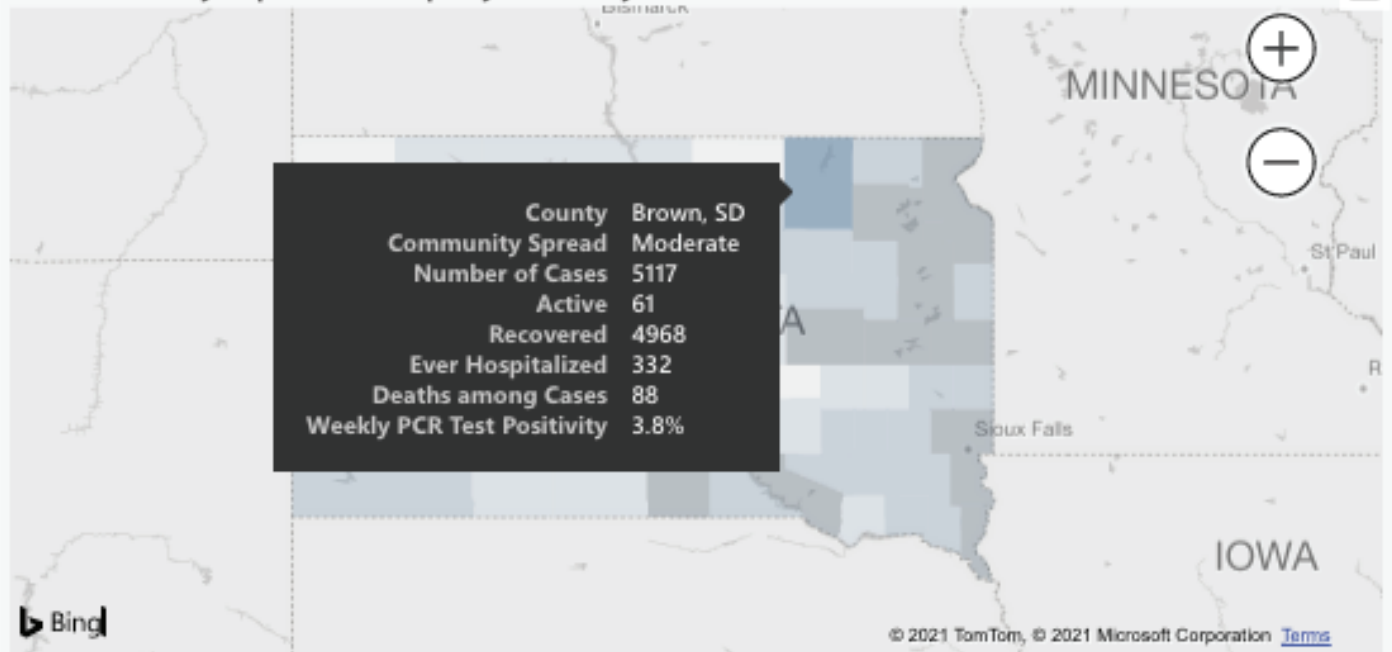 Bismarck
MINNESOTA
County Brown, SD
Community Spread Moderate
Number of Cases 5117
Active 61
Recovered 4968
Ever Hospitalized 332
Deaths among Cases 88
Weekly PCR Test Positivity 3.8%
St Paul
A
R
Sioux Falls
IOWA
Bing
© 2021 TomTom, © 2021 Microsoft Corporation Terms